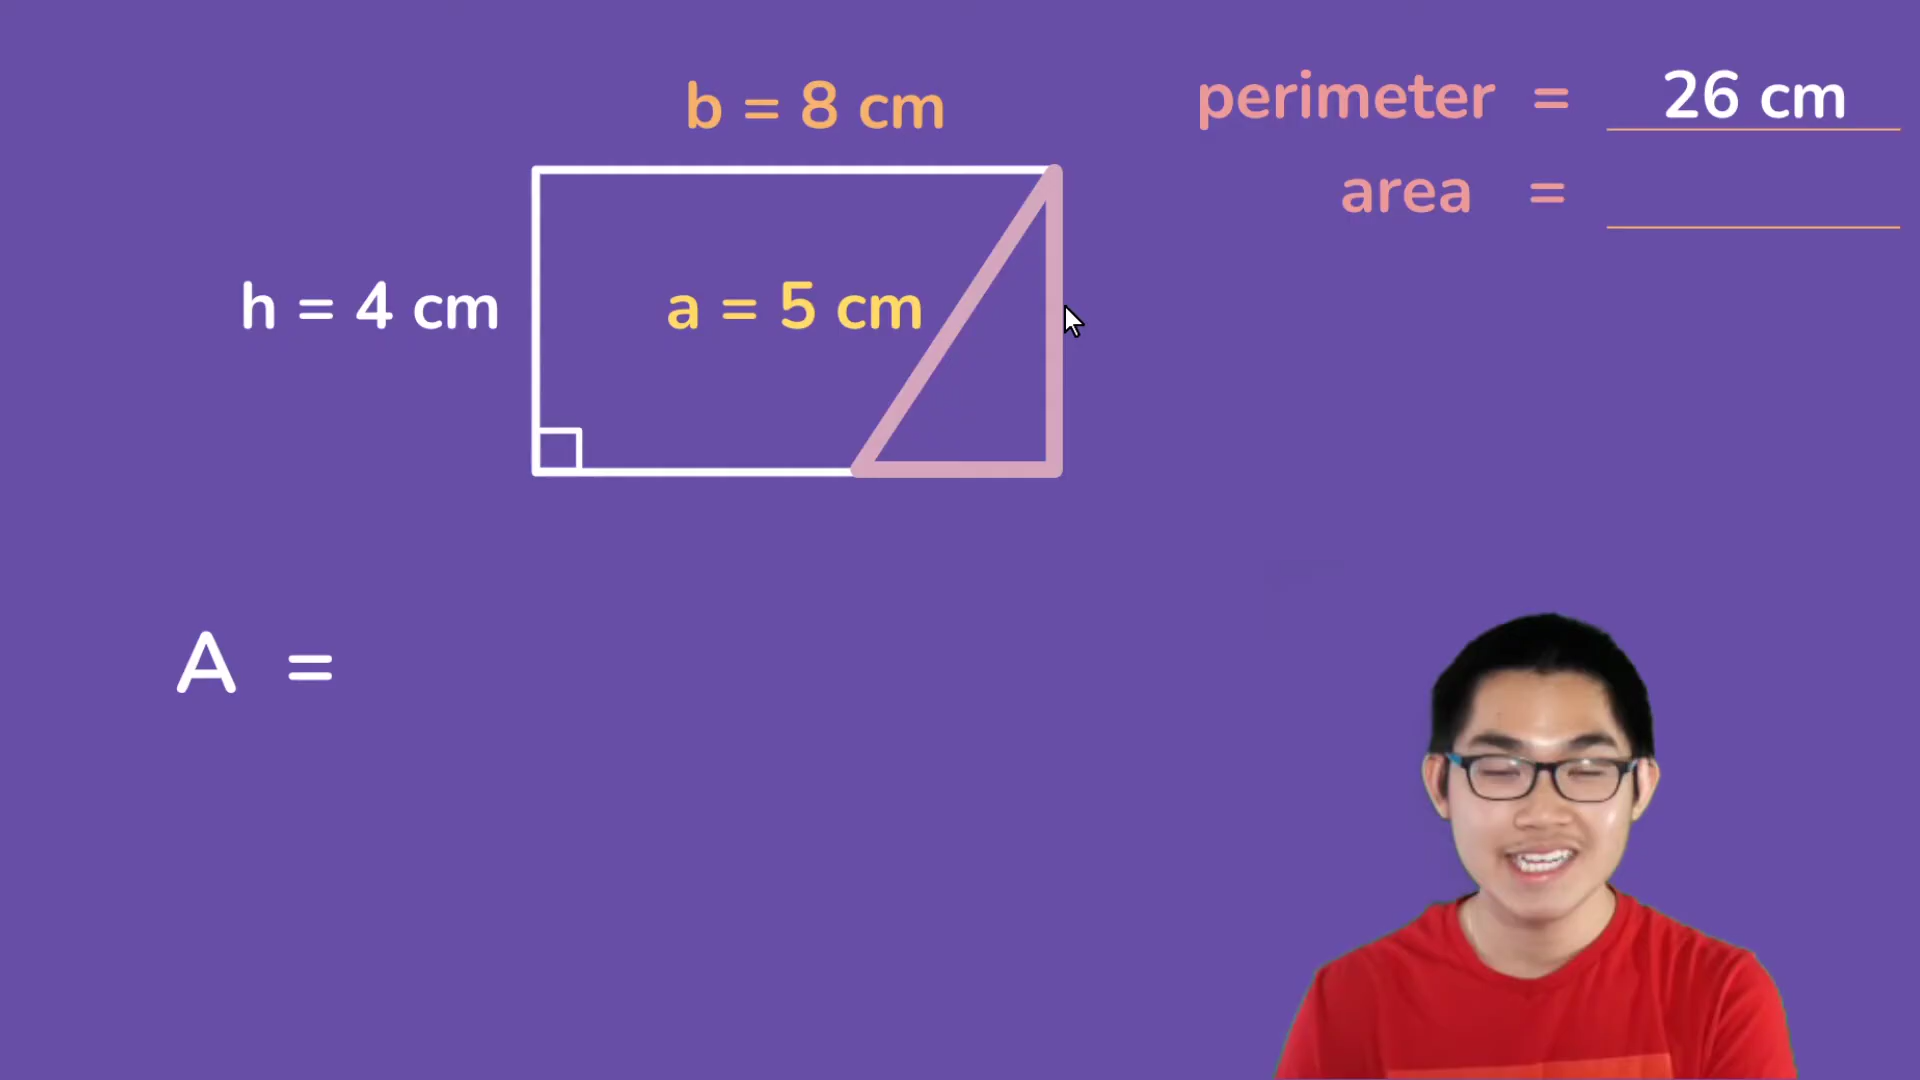 b = 8 cm
perimeter = 26 cm
area =
h = 4 cm
a = 5 cm
A =